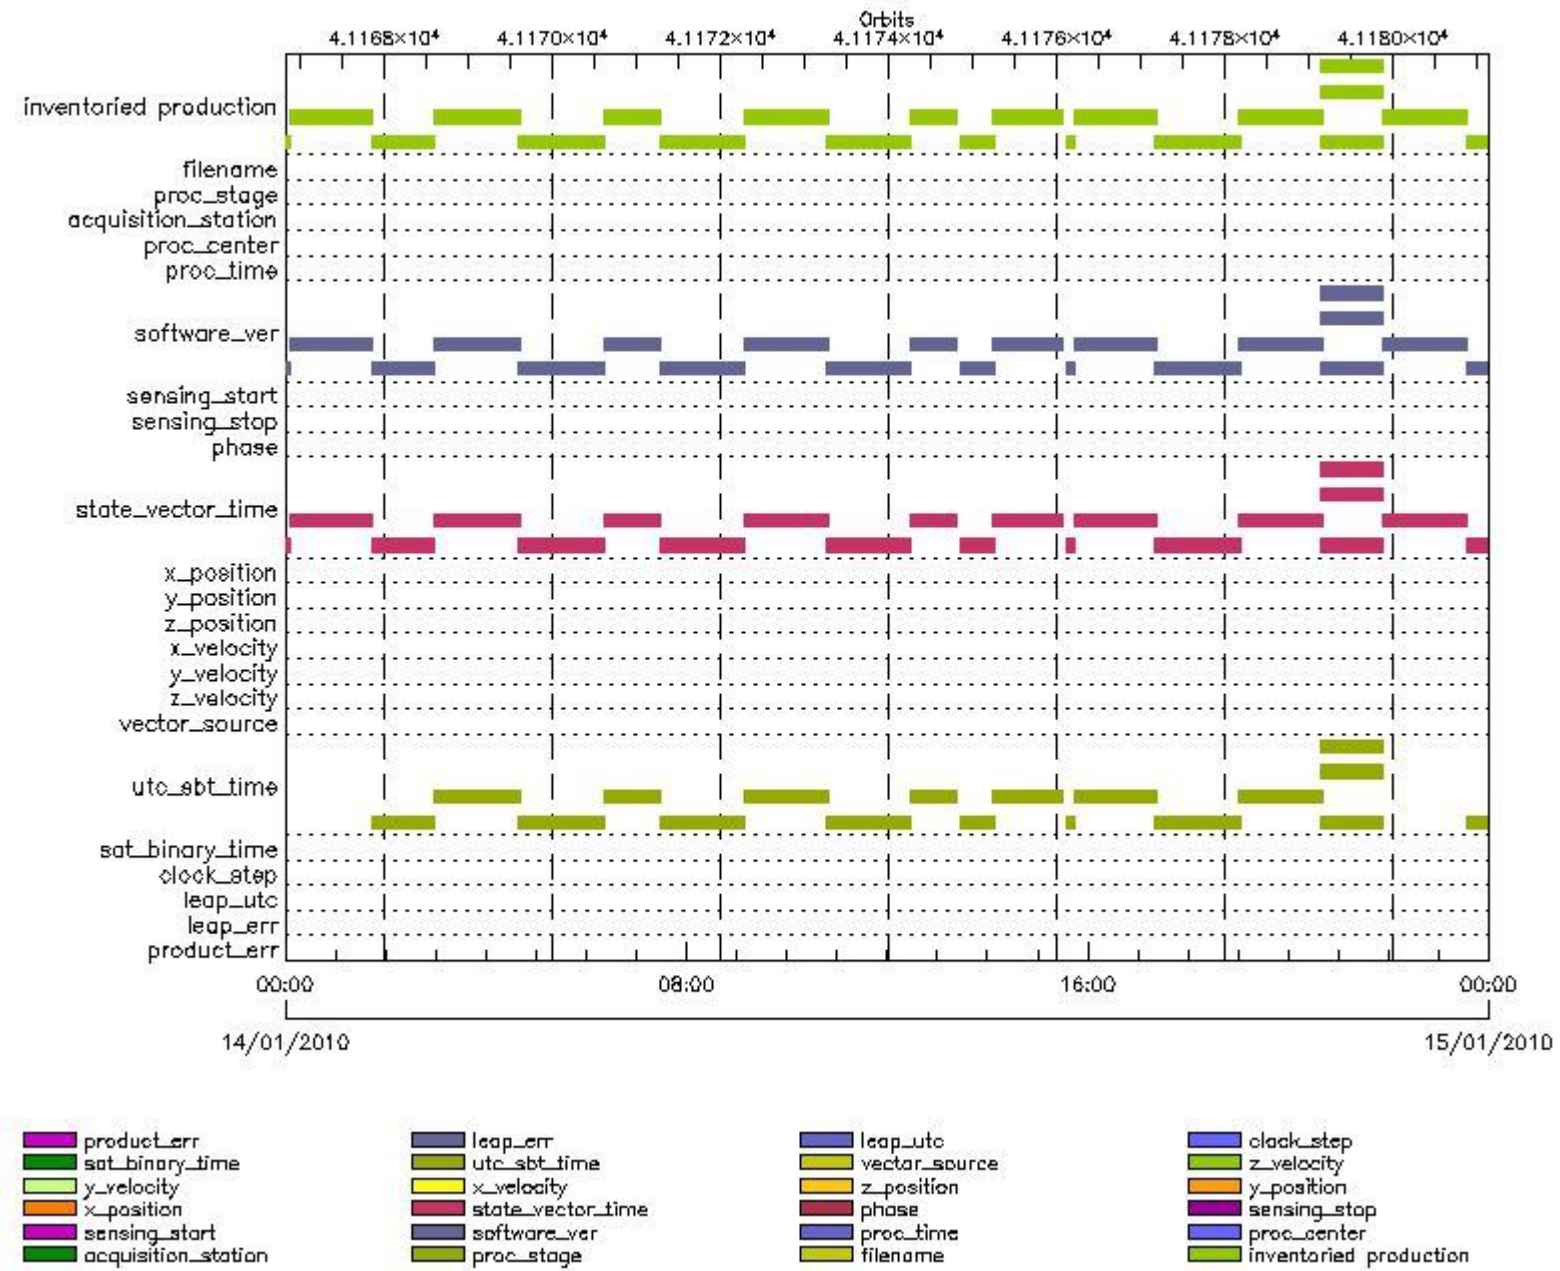 Orbits
4.1168×10⁴ 4.1170×10⁴ 4.1172×10⁴ 4.1174×10⁴ 4.1176×10⁴ 4.1178×10⁴ 4.1180×10⁴
inventoried production
filename
proc_stage
acquisition_station
proc_center
proc_time
software_ver
sensing_start
sensing_stop
phase
state_vector_time
x_position
y_position
z_position
x_velocity
y_velocity
z_velocity
vector_source
utc_sbt_time
sat_binary_time
clock_step
leap_utc
leap_err
product_err
00:00 08:00 16:00 00:00
14/01/2010 15/01/2010
product_err leap_err leap_utc clock_step
sat_binary_time utc_sbt_time vector_source z_velocity
y_velocity x_velocity z_position y_position
x_position state_vector_time phase sensing_stop
sensing_start software_ver proc_time proc_center
acquisition_station proc_stage filename inventoried production